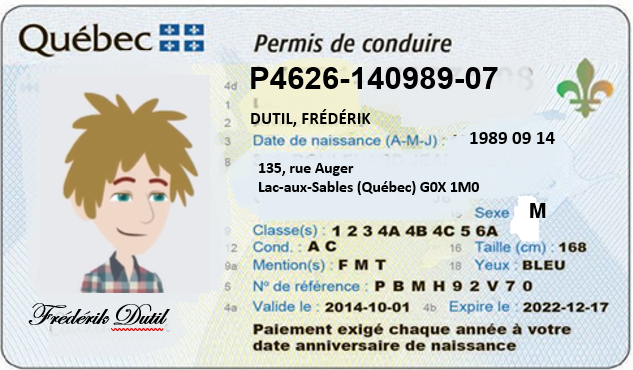 Québec
Permis de conduire
4d P4626-140989-07
1
2 DUTIL, FRÉDÉRIK
3 Date de naissance (A-M-J) : 1989 09 14
8 135, rue Auger
Lac-aux-Sables (Québec) G0X 1M0
Sexe M
9 Classe(s) : 1 2 3 4A 4B 4C 5 6A
12 Cond. : A C 16 Taille (cm) : 168
9a Mention(s) : F M T 18 Yeux : BLEU
5 N° de référence : P B M H 9 2 V 7 0
4a Valide le : 2014-10-01 4b Expire le : 2022-12-17
Frédérik Dutil
Paiement exigé chaque année à votre
date anniversaire de naissance